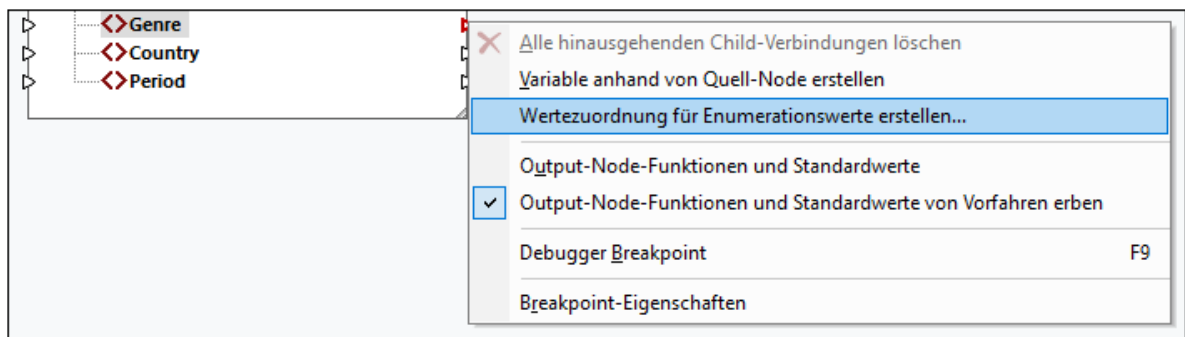 Genre
Country
Period
Alle hinausgehenden Child-Verbindungen löschen
Variable anhand von Quell-Node erstellen
Wertezuordnung für Enumerationswerte erstellen...
Output-Node-Funktionen und Standardwerte
Output-Node-Funktionen und Standardwerte von Vorfahren erben
Debugger Breakpoint F9
Breakpoint-Eigenschaften